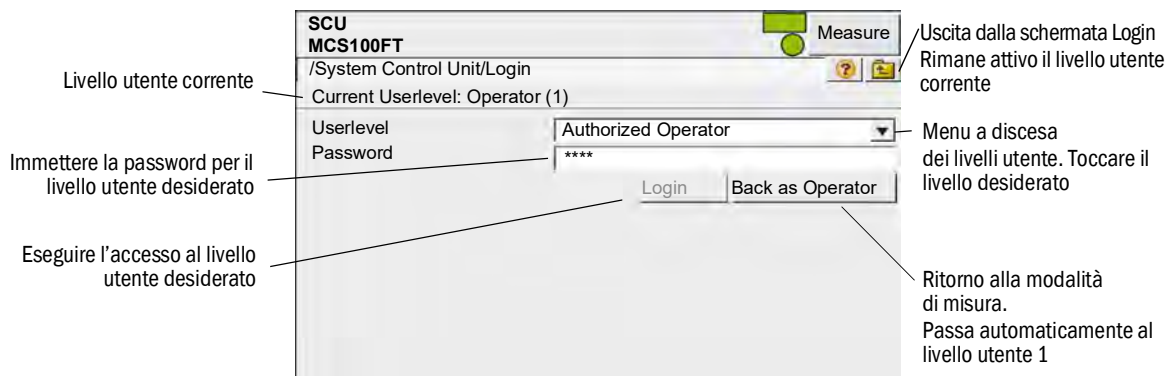 SCU
MCS100FT
Measure
/System Control Unit/Login
?
Current Userlevel: Operator (1)
Userlevel
Authorized Operator
Password
****
Login
Back as Operator
Livello utente corrente
Immettere la password per il
livello utente desiderato
Eseguire l'accesso al livello
utente desiderato
Uscita dalla schermata Login
Rimane attivo il livello utente
corrente
Menu a discesa
dei livelli utente. Toccare il
livello desiderato
Ritorno alla modalità
di misura.
Passa automaticamente al
livello utente 1